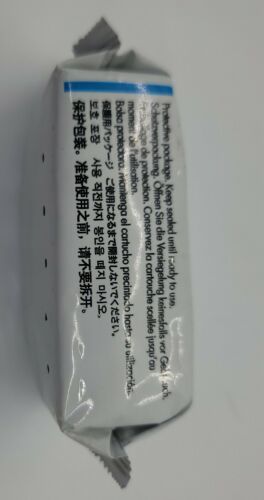 Protective package. Keep sealed until ready to use.
Schutzverpackung. Öffnen Sie die Versiegelung keinesfalls vor Gebrauch.
Emballage de protection. Conservez la cartouche scellée jusqu'au
moment de l'utilisation.
Bolsa protectora. Mantenga el cartucho precintado hasta su utilización.
保護用パッケージ ご使用になるまで開封しないでください。
보호 포장 사용 직전까지 봉인을 떼지 마시오.
保护包装。准备使用之前，请不要拆开。